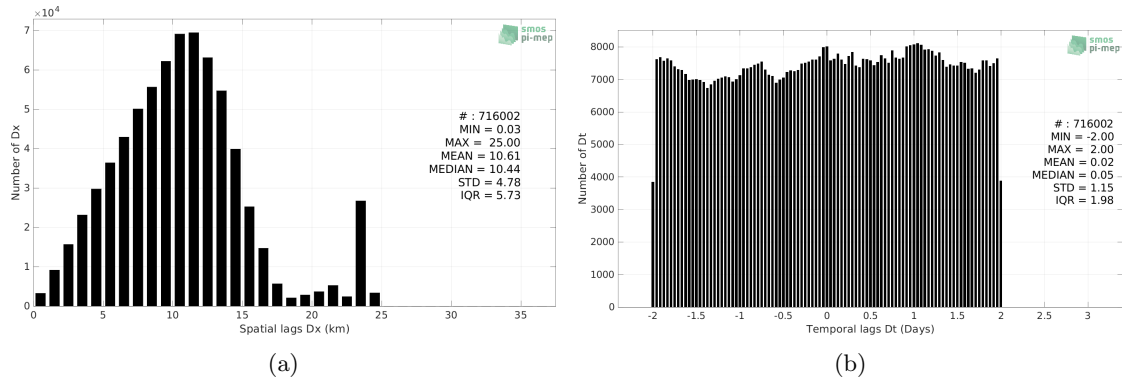 ×10⁴
7
6
5
4
3
2
1
0
Number of Dx
0 5 10 15 20 25 30 35
Spatial lags Dx (km)
smos
pi-mep
# : 716002
MIN = 0.03
MAX = 25.00
MEAN = 10.61
MEDIAN = 10.44
STD = 4.78
IQR = 5.73
(a)
8000
7000
6000
5000
4000
3000
2000
1000
0
Number of Dt
-2 -1.5 -1 -0.5 0 0.5 1 1.5 2 2.5 3
Temporal lags Dt (Days)
smos
pi-mep
# : 716002
MIN = -2.00
MAX = 2.00
MEAN = 0.02
MEDIAN = 0.05
STD = 1.15
IQR = 1.98
(b)